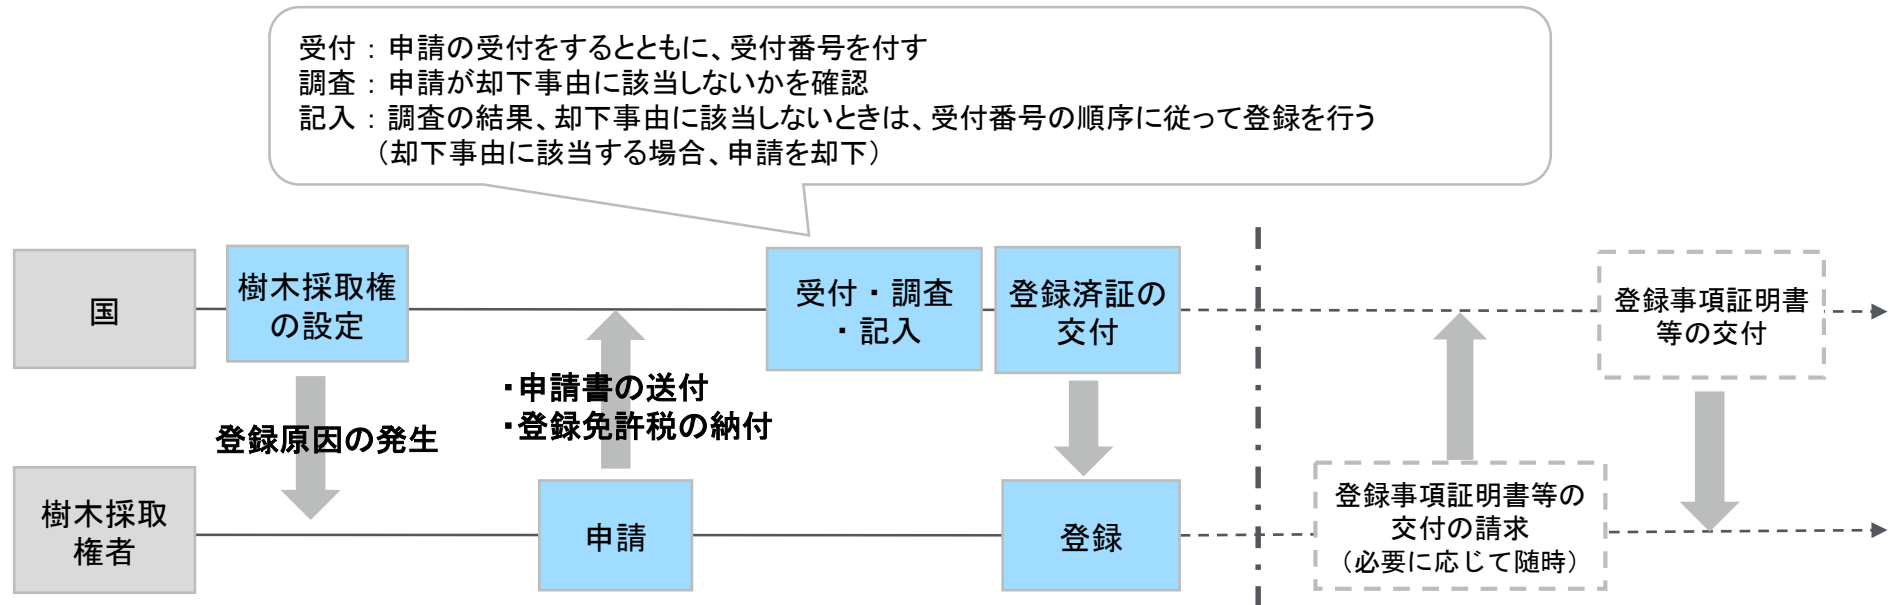 受付：申請の受付をするとともに、受付番号を付す
調査：申請が却下事由に該当しないかを確認
記入：調査の結果、却下事由に該当しないときは、受付番号の順序に従って登録を行う
（却下事由に該当する場合、申請を却下）
国
樹木採取権
の設定
受付・調査
・記入
登録済証の
交付
登録事項証明書
等の交付
登録原因の発生
・申請書の送付
・登録免許税の納付
樹木採取
権者
申請
登録
登録事項証明書等の
交付の請求
（必要に応じて随時）